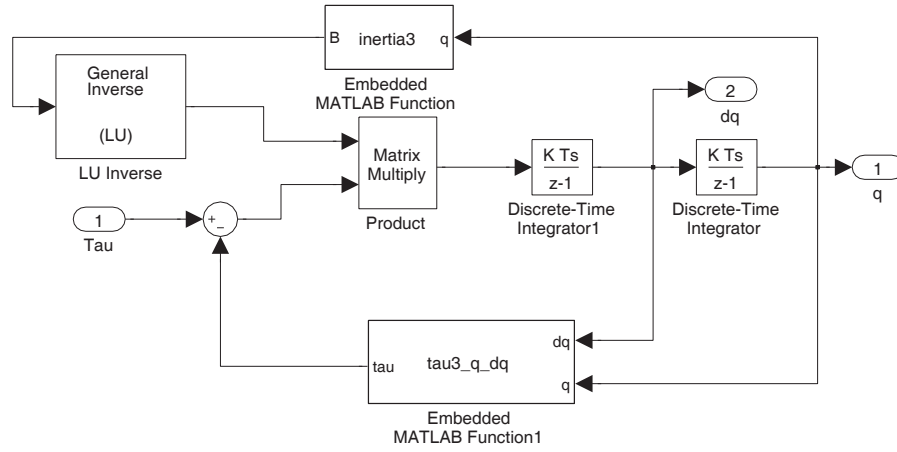 B inertia3 q
Embedded
MATLAB Function
General
Inverse
(LU)
LU Inverse
2
dq
Matrix
Multiply
Product
K Ts
z-1
Discrete-Time
Integrator1
K Ts
z-1
Discrete-Time
Integrator
1
q
1
Tau
+
−
dq
tau tau3_q_dq
q
Embedded
MATLAB Function1